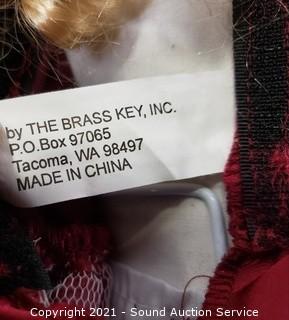 by THE BRASS KEY, INC.
P.O.Box 97065
Tacoma, WA 98497
MADE IN CHINA
Copyright 2021 - Sound Auction Service